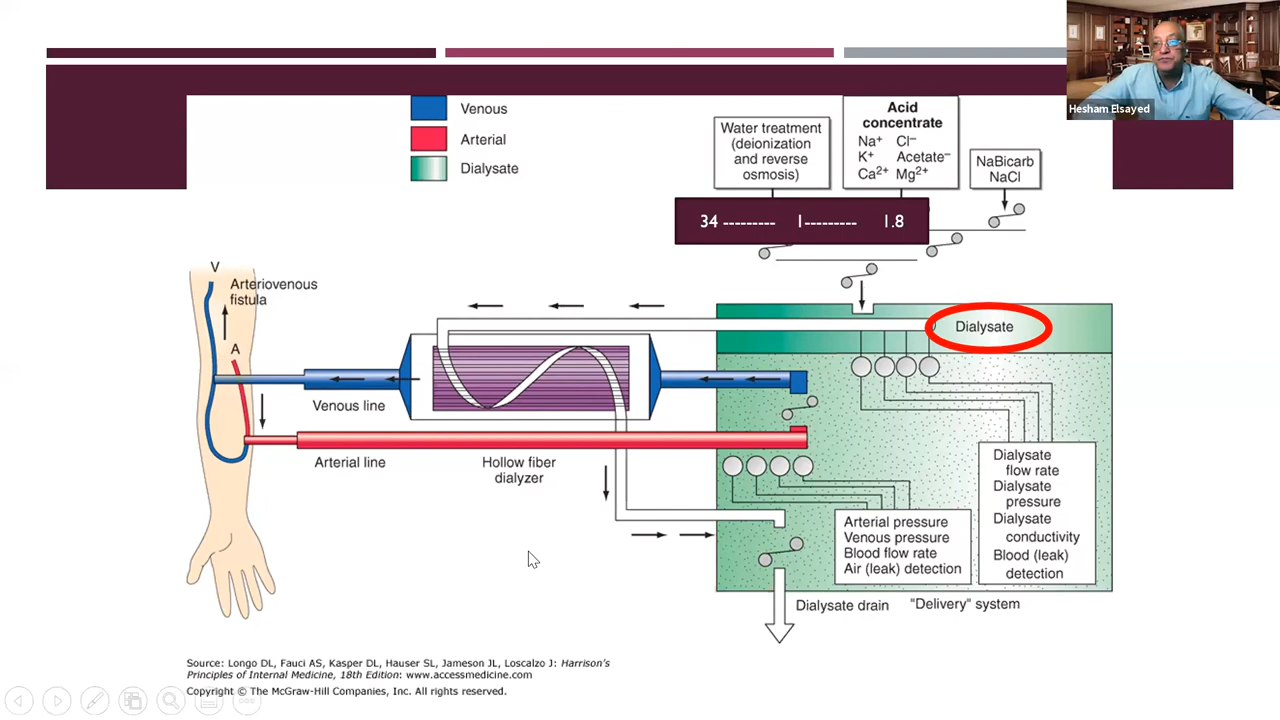 Hesham Elsayed
Venous
Arterial
Dialysate
Water treatment
(deionization
and reverse
osmosis)
Acid
concentrate
Na⁺ Cl⁻
K⁺ Acetate⁻
Ca²⁺ Mg²⁺
NaBicarb
NaCl
34 --------- 1--------- 1.8
V
Arteriovenous
fistula
A
Venous line
Arterial line
Hollow fiber
dialyzer
Dialysate
Dialysate
flow rate
Dialysate
pressure
Dialysate
conductivity
Blood (leak)
detection
Arterial pressure
Venous pressure
Blood flow rate
Air (leak) detection
Dialysate drain
"Delivery" system
Source: Longo DL, Fauci AS, Kasper DL, Hauser SL, Jameson JL, Loscalzo J: Harrison's
Principles of Internal Medicine, 18th Edition: www.accessmedicine.com
Copyright © The McGraw-Hill Companies, Inc. All rights reserved.